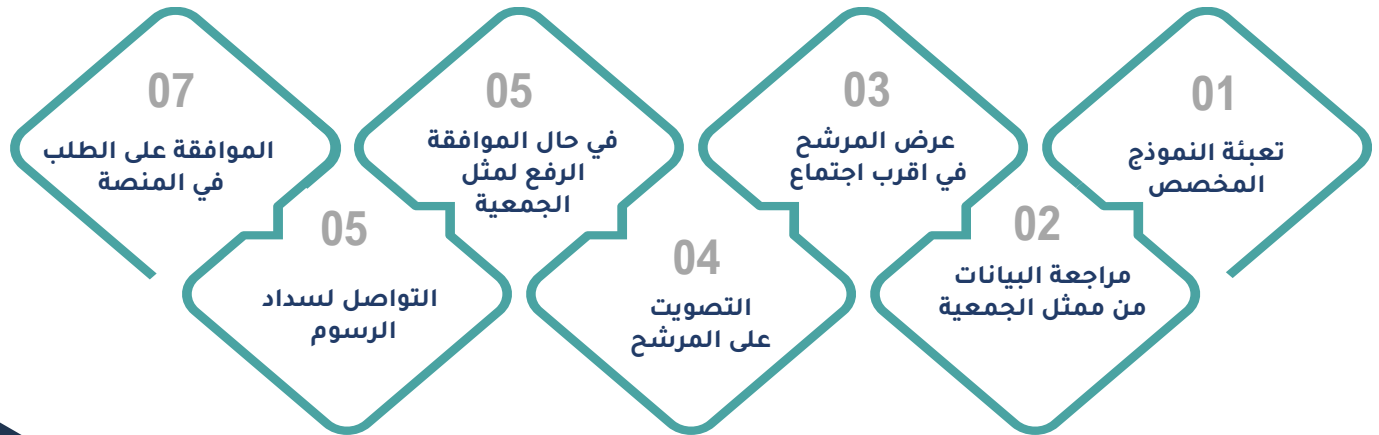 01
تعبئة النموذج
المخصص
02
مراجعة البيانات
من ممثل الجمعية
03
عرض المرشح
في اقرب اجتماع
04
التصويت
على المرشح
05
في حال الموافقة
الرفع لمثل
الجمعية
05
التواصل لسداد
الرسوم
07
الموافقة على الطلب
في المنصة